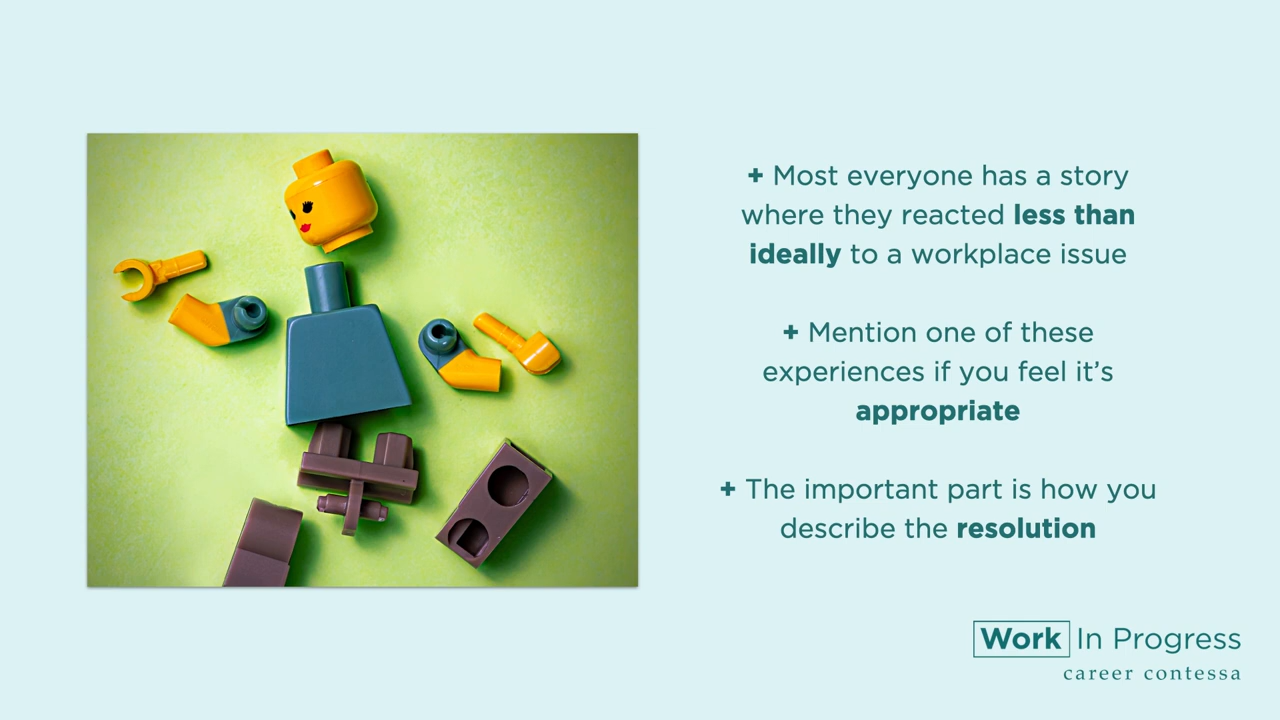 + Most everyone has a story
where they reacted less than
ideally to a workplace issue
+ Mention one of these
experiences if you feel it’s
appropriate
+ The important part is how you
describe the resolution
Work In Progress
career contessa